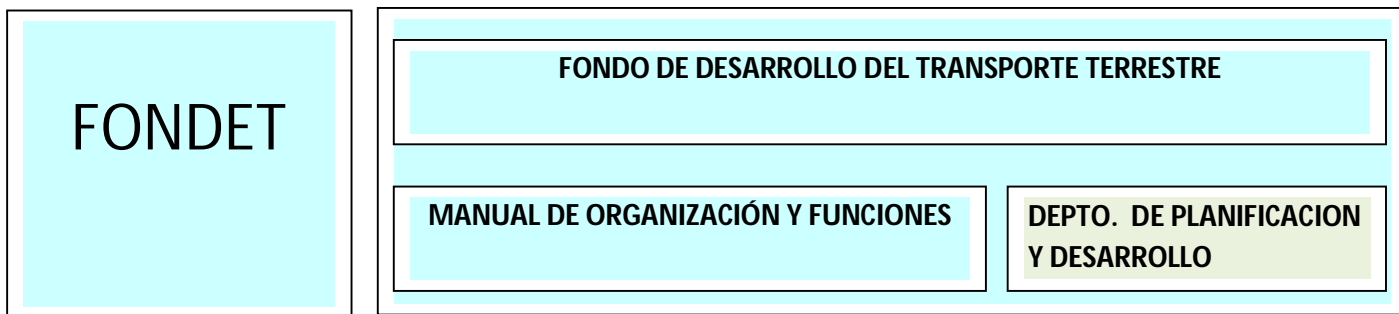 FONDET
FONDO DE DESARROLLO DEL TRANSPORTE TERRESTRE
MANUAL DE ORGANIZACIÓN Y FUNCIONES
DEPTO. DE PLANIFICACION
Y DESARROLLO